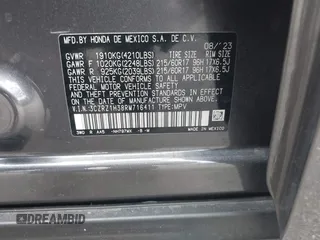 MFD.BY HONDA DE MEXICO S.A. DE C.V. 08/'23
GVWR 1910KG(4210LBS) TIRE SIZE RIM SIZE
GAWR F 1020KG(2248LBS) 215/60R17 96H 17X6.5J
GAWR R 925KG(2039LBS) 215/60R17 96H 17X6.5J
THIS VEHICLE CONFORMS TO ALL APPLICABLE
FEDERAL MOTOR VEHICLE SAFETY AND
THEFT PREVENTION STANDARDS IN EFFECT ON
THE DATE OF MANUFACTURE SHOWN ABOVE.
V.I.N.:3CZRZ1H38RM716411 TYPE:MPV
3W0 R AA5 NH797MX -B -W MEXICO
DREAMBID